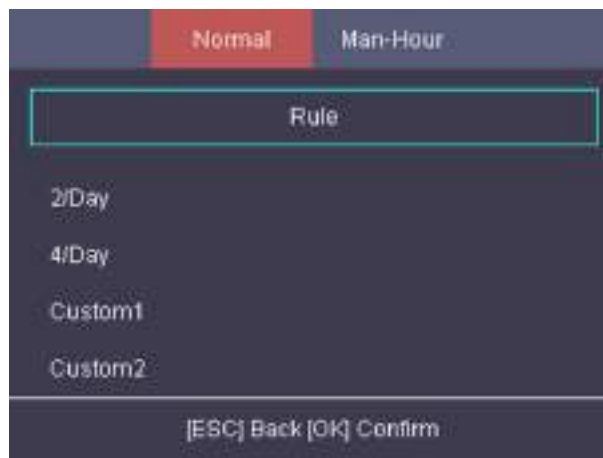 Normal Man-Hour
Rule
2/Day
4/Day
Custom1
Custom2
[ESC] Back [OK] Confirm